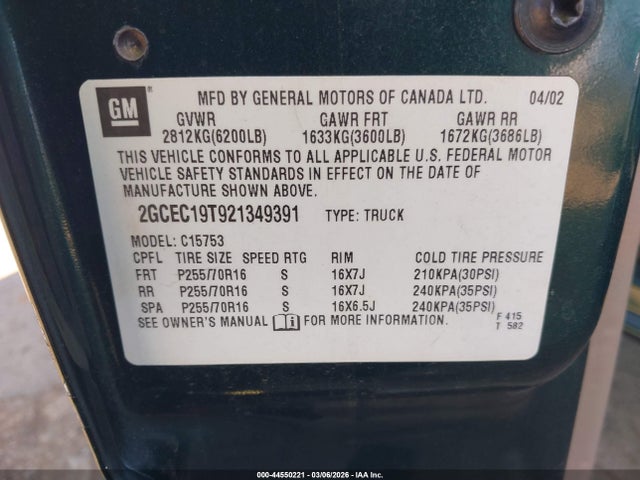 GM
MFD BY GENERAL MOTORS OF CANADA LTD. 04/02
GVWR GAWR FRT GAWR RR
2812KG(6200LB) 1633KG(3600LB) 1672KG(3686LB)
THIS VEHICLE CONFORMS TO ALL APPLICABLE U.S. FEDERAL MOTOR
VEHICLE SAFETY STANDARDS IN EFFECT ON THE DATE OF
MANUFACTURE SHOWN ABOVE.
2GCEC19T921349391 TYPE: TRUCK
MODEL: C15753
CPFL TIRE SIZE SPEED RTG RIM COLD TIRE PRESSURE
FRT P255/70R16 S 16X7J 210KPA(30PSI)
RR P255/70R16 S 16X7J 240KPA(35PSI)
SPA P255/70R16 S 16X6.5J 240KPA(35PSI)
SEE OWNER'S MANUAL FOR MORE INFORMATION.
F 415
T 582
000-44550221 - 03/06/2026 - IAA Inc.